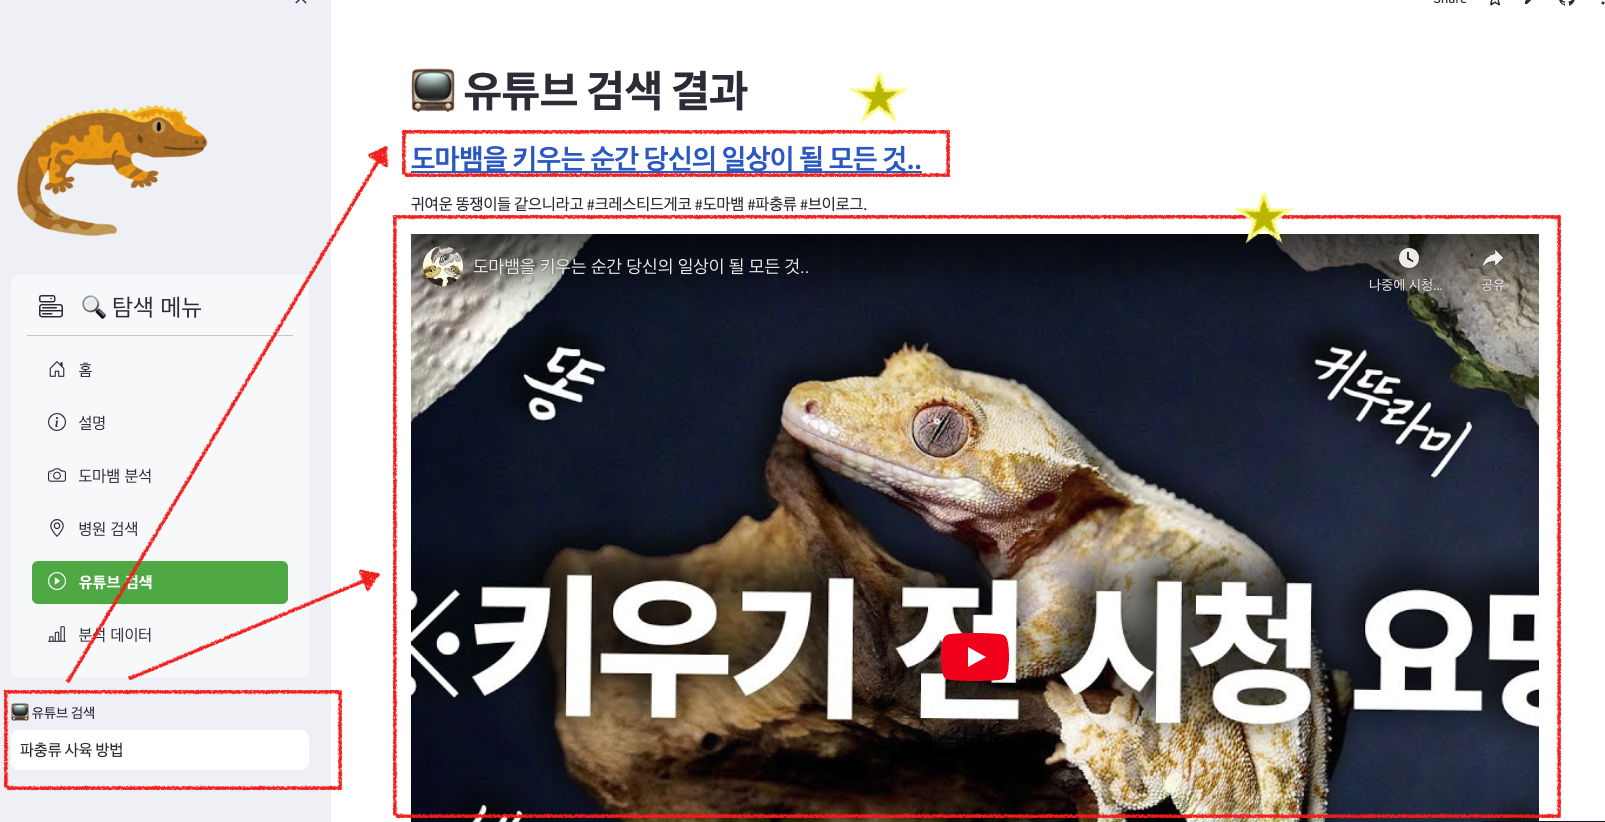 Share
📺 유튜브 검색 결과
도마뱀을 키우는 순간 당신의 일상이 될 모든 것..
귀여운 똥쟁이들 같으니라고 #크레스티드게코 #도마뱀 #파충류 #브이로그.
도마뱀을 키우는 순간 당신의 일상이 될 모든 것..
나중에 시청...
공유
똥
귀뚜라미
※키우기 전 시청 요망
🔍 탐색 메뉴
홈
설명
도마뱀 분석
병원 검색
유튜브 검색
분석 데이터
📺 유튜브 검색
파충류 사육 방법